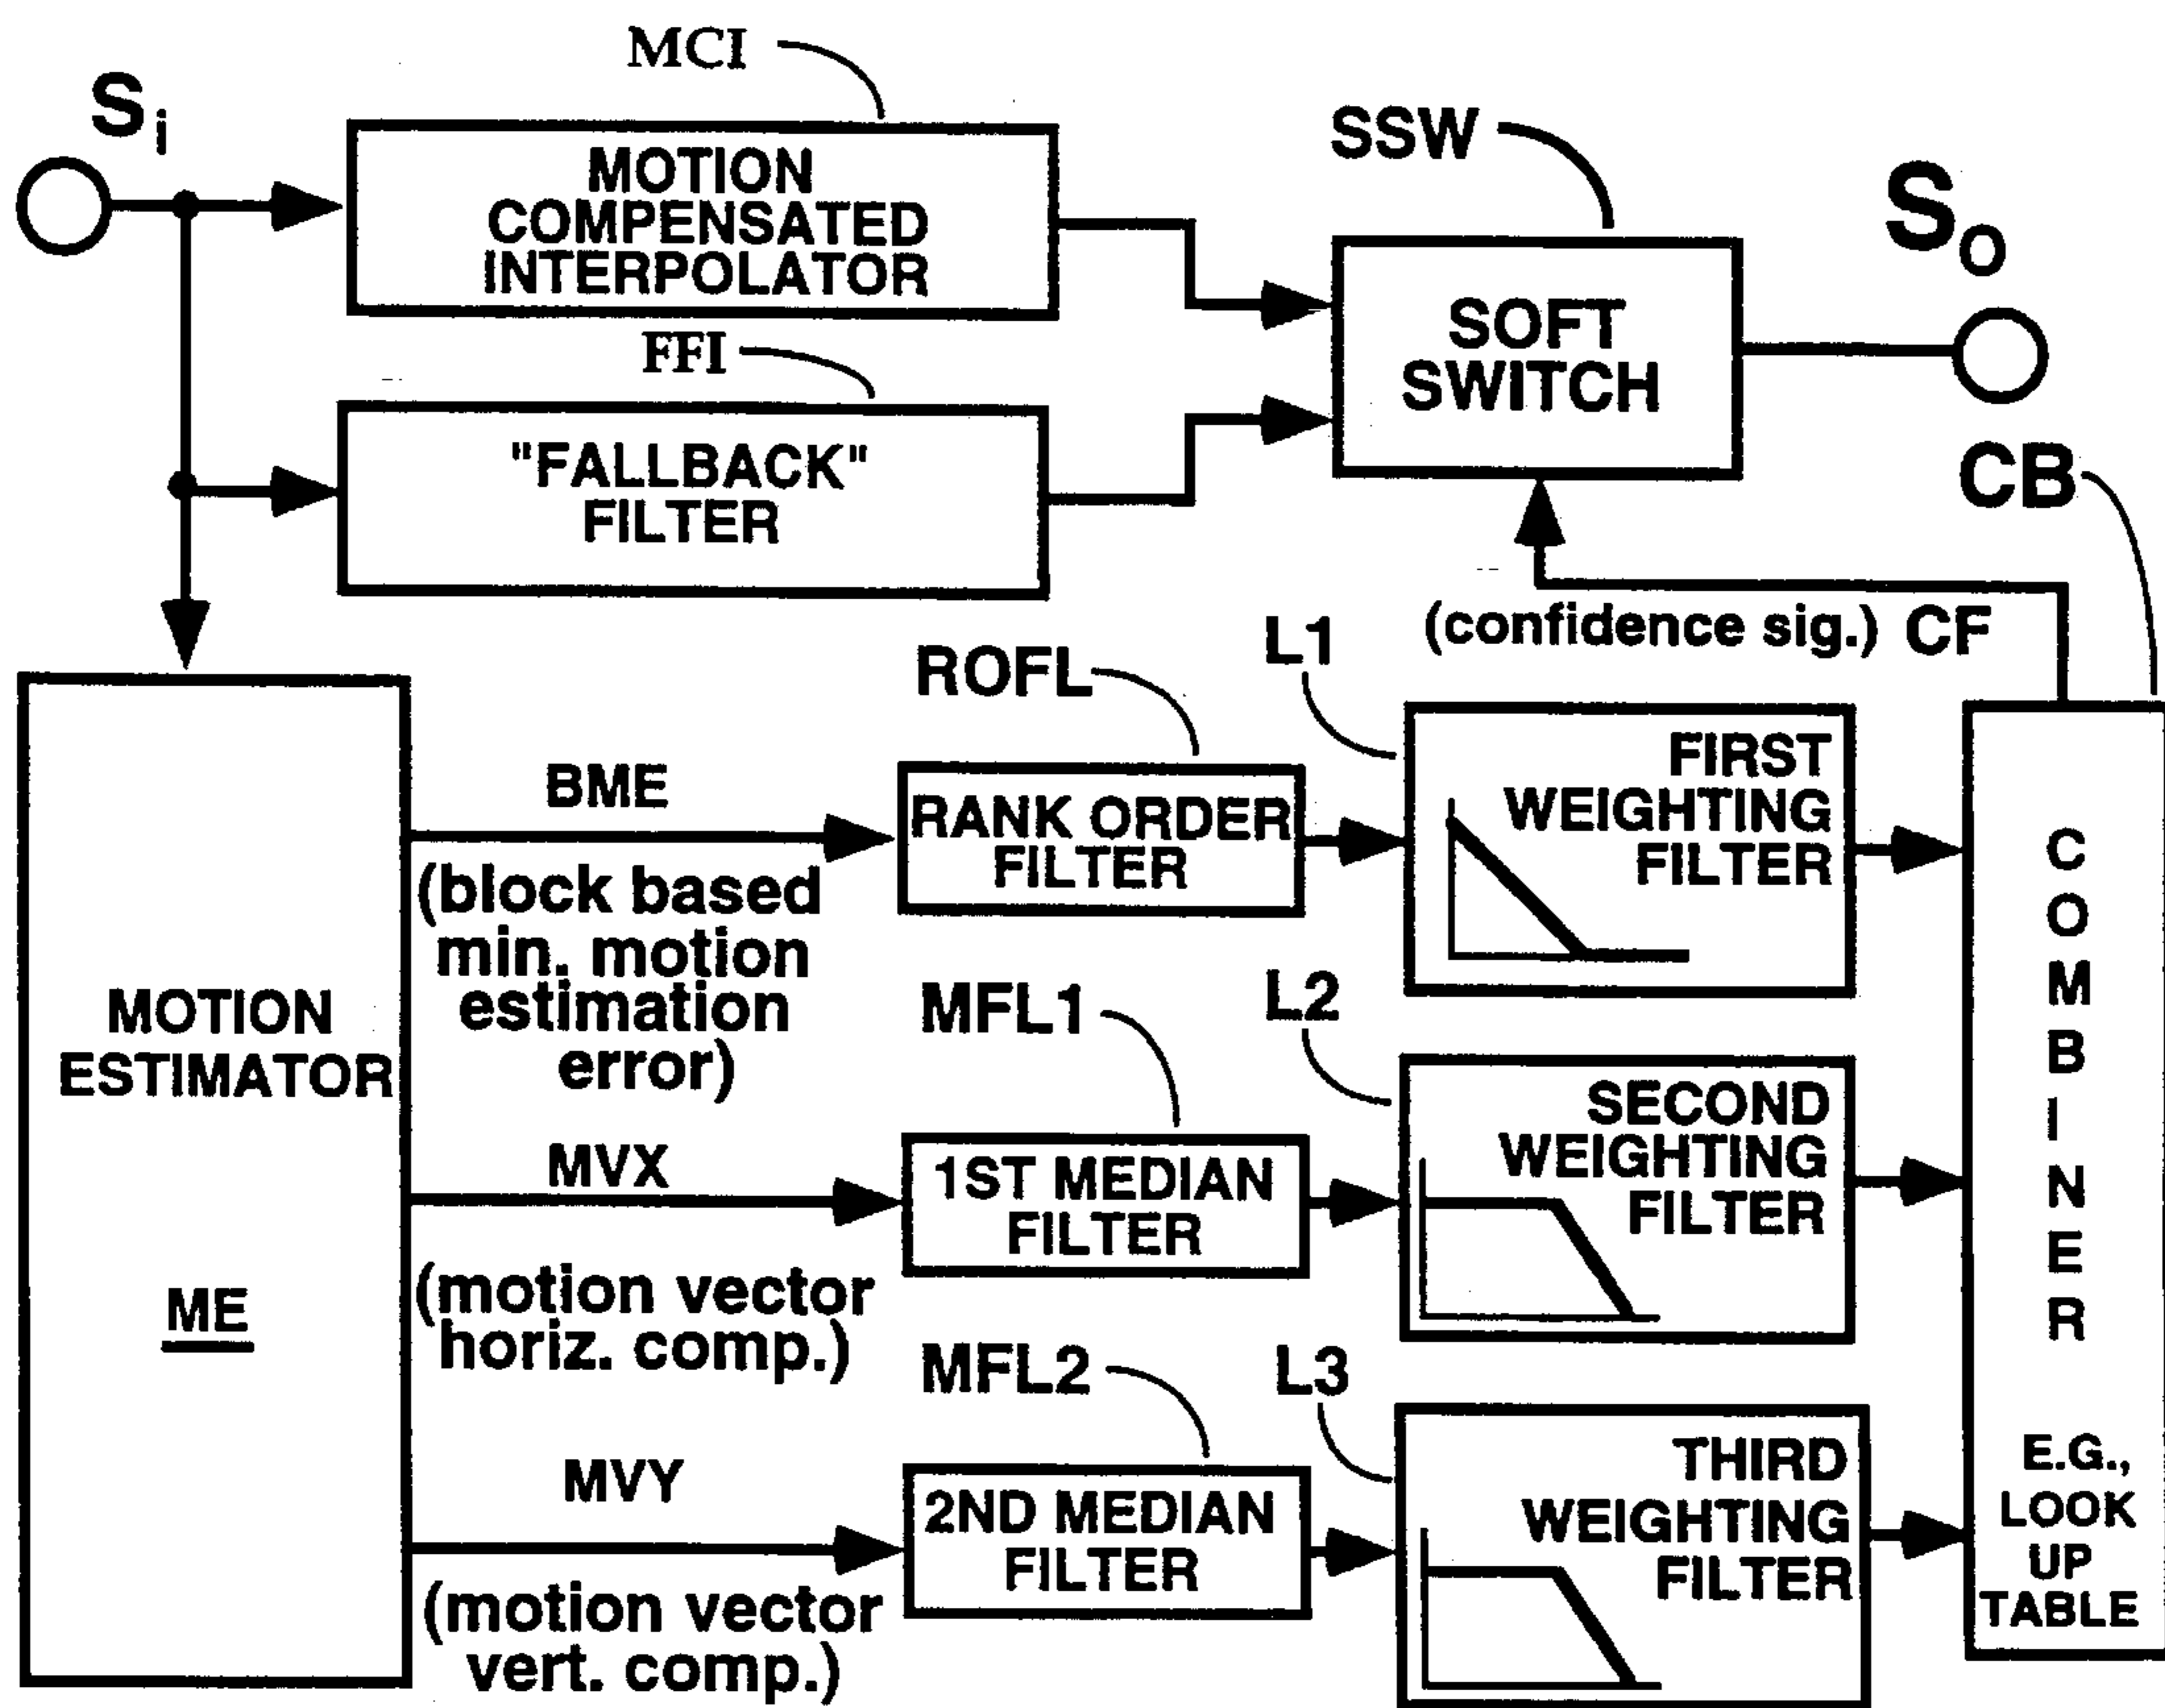 MCI
Si
MOTION
COMPENSATED
INTERPOLATOR
SSW
So
FFI
"FALLBACK"
FILTER
SOFT
SWITCH
CB
(confidence sig.) CF
MOTION
ESTIMATOR
ME
BME
(block based
min. motion
estimation
error)
ROFL
RANK ORDER
FILTER
L1
FIRST
WEIGHTING
FILTER
MVX
(motion vector
horiz. comp.)
MFL1
1ST MEDIAN
FILTER
L2
SECOND
WEIGHTING
FILTER
MVY
(motion vector
vert. comp.)
MFL2
2ND MEDIAN
FILTER
L3
THIRD
WEIGHTING
FILTER
COMBINER
E.G.,
LOOK
UP
TABLE